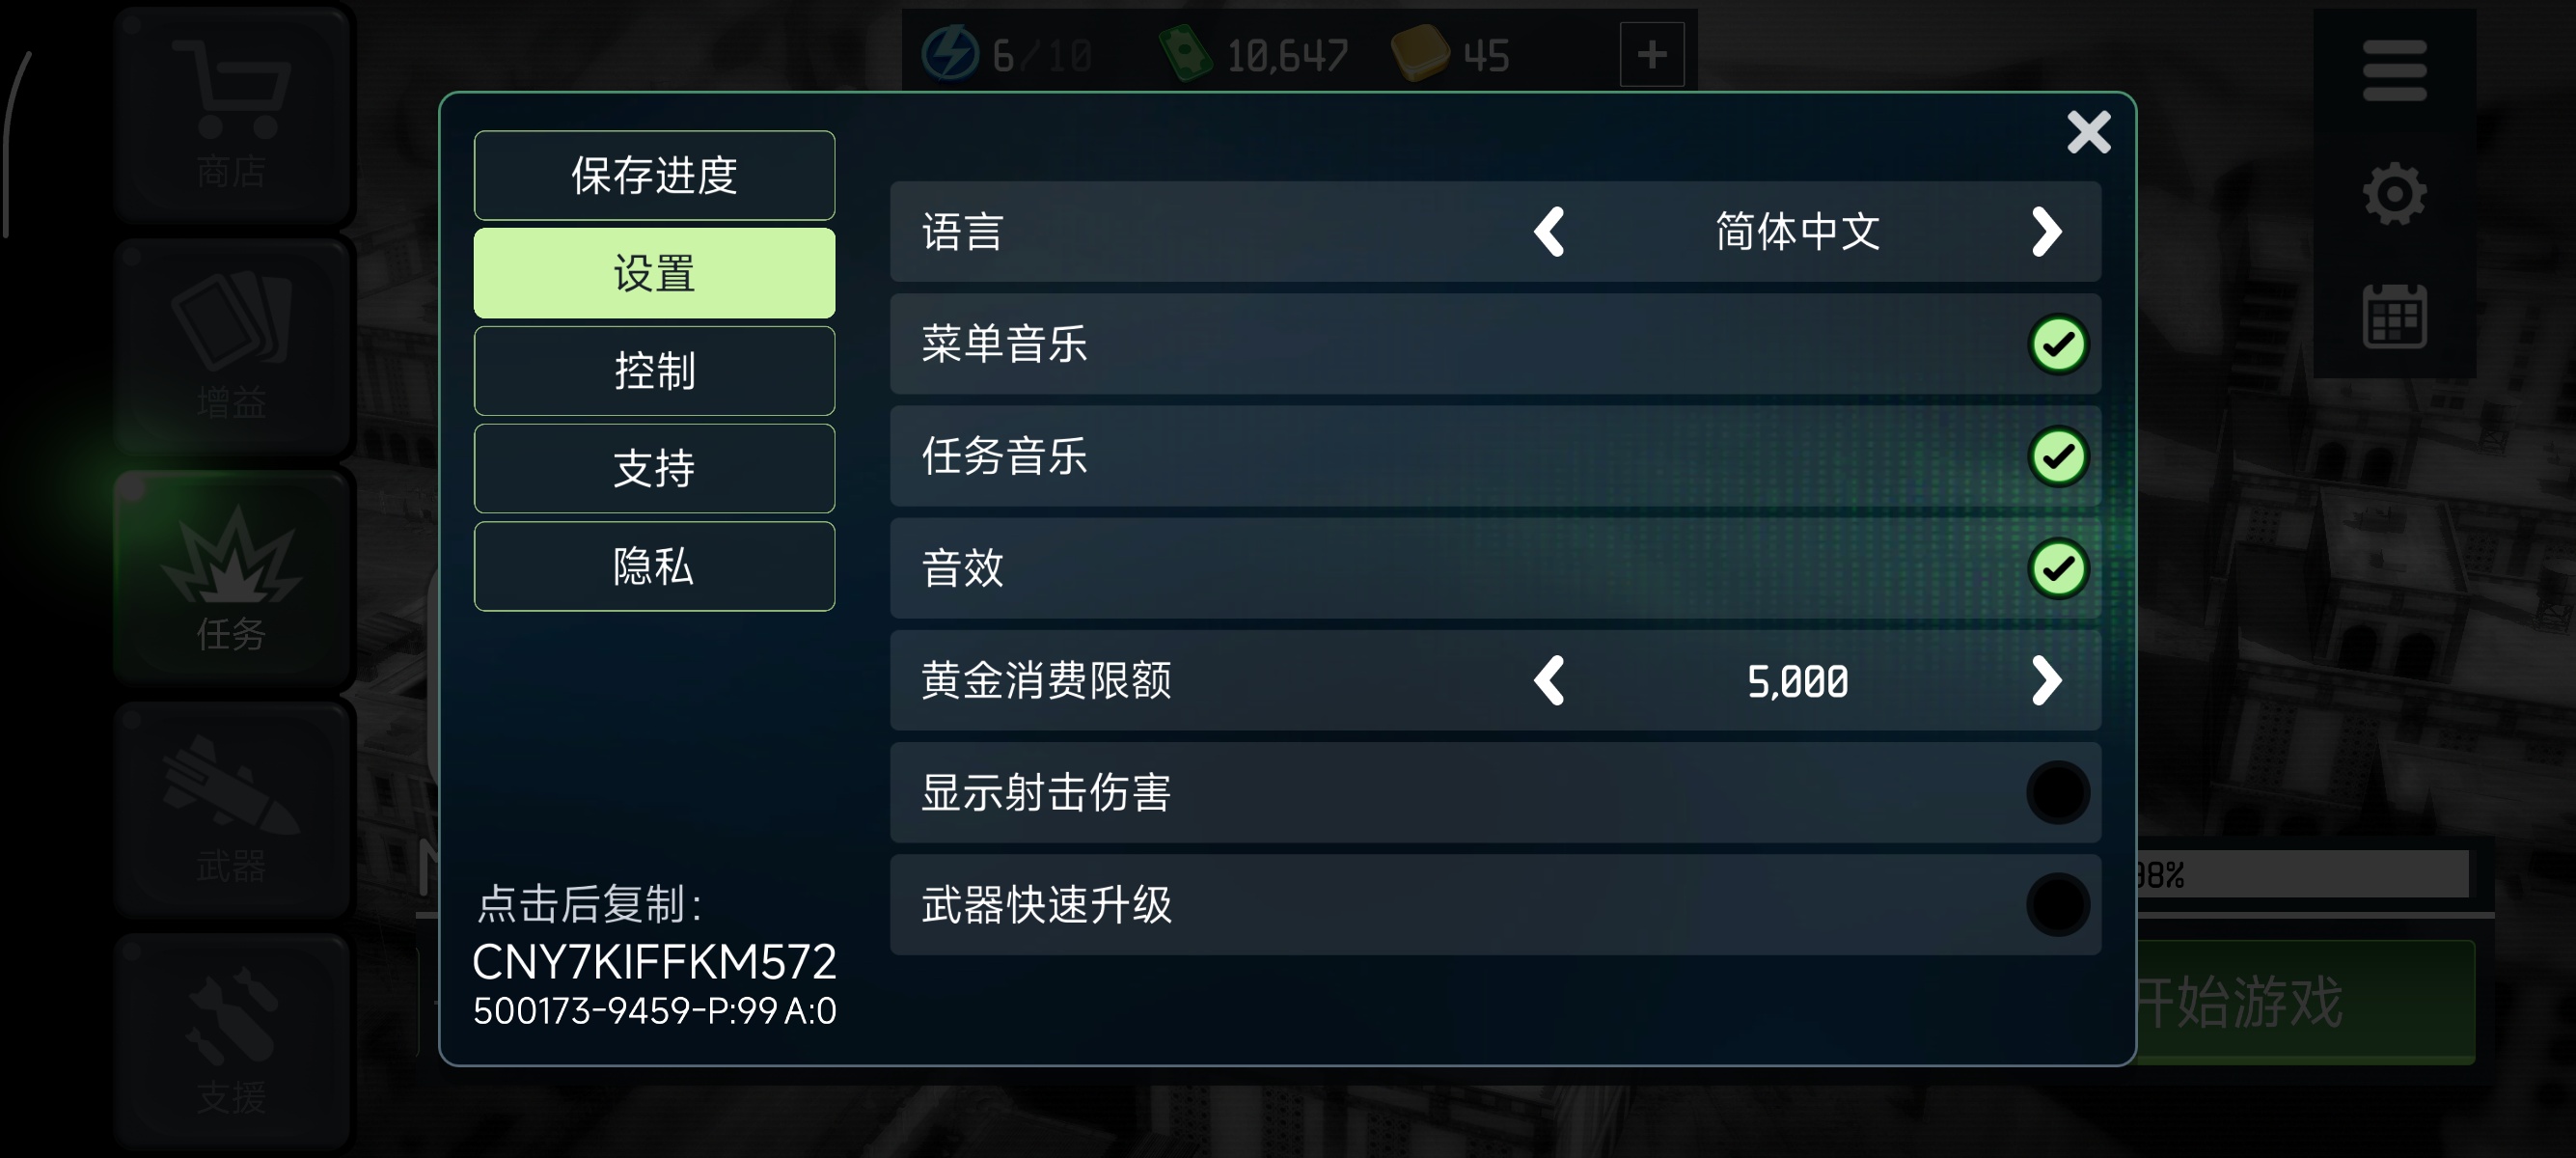 6/10
10,647
45
商店
增益
任务
武器
支援
保存进度
设置
控制
支持
隐私
点击后复制：
CNY7KIFFKM572
500173-9459-P:99 A:0
语言
简体中文
菜单音乐
任务音乐
音效
黄金消费限额
5,000
显示射击伤害
武器快速升级
98%
开始游戏